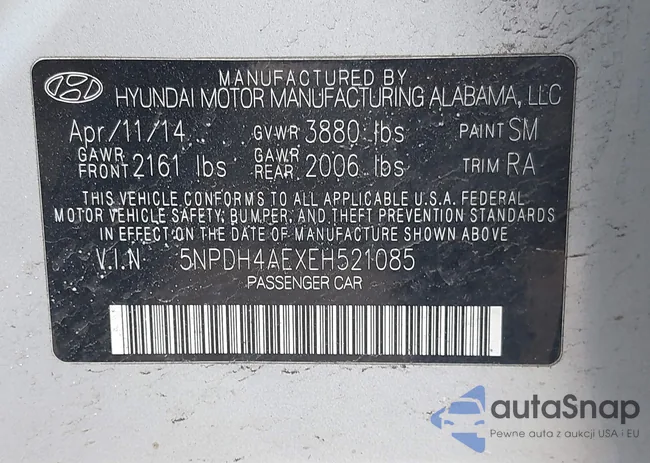 MANUFACTURED BY
HYUNDAI MOTOR MANUFACTURING ALABAMA, LLC
Apr/11/14 GVWR 3880 lbs PAINT SM
GAWR FRONT 2161 lbs GAWR REAR 2006 lbs TRIM RA
THIS VEHICLE CONFORMS TO ALL APPLICABLE U.S.A. FEDERAL
MOTOR VEHICLE SAFETY, BUMPER, AND THEFT PREVENTION STANDARDS
IN EFFECT ON THE DATE OF MANUFACTURE SHOWN ABOVE.
V.I.N 5NPDH4AEXEH521085
PASSENGER CAR
autaSnap
Pewne auta z aukcji USA i EU